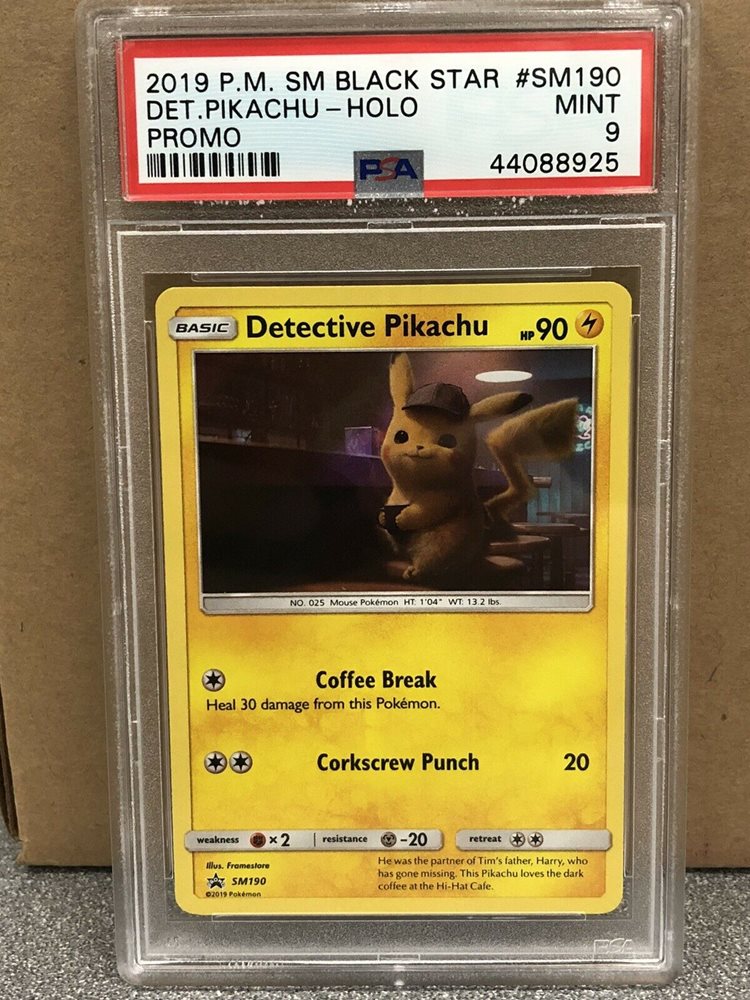 2019 P.M. SM BLACK STAR #SM190
DET.PIKACHU-HOLO MINT
PROMO 9
PSA 44088925
BASIC Detective Pikachu HP 90
NO. 025 Mouse Pokémon HT: 1'04" WT: 13.2 lbs.
Coffee Break
Heal 30 damage from this Pokémon.
Corkscrew Punch 20
weakness ×2 resistance -20 retreat
Illus. Framestore
SM190
©2019 Pokémon
He was the partner of Tim's father, Harry, who
has gone missing. This Pikachu loves the dark
coffee at the Hi-Hat Cafe.
PSA